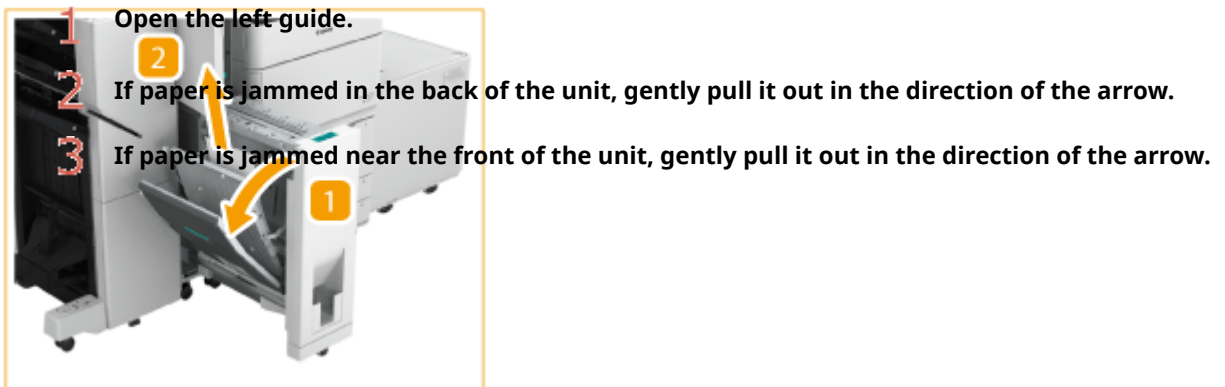 1 Open the left guide.
2
2 If paper is jammed in the back of the unit, gently pull it out in the direction of the arrow.
3 If paper is jammed near the front of the unit, gently pull it out in the direction of the arrow.
1